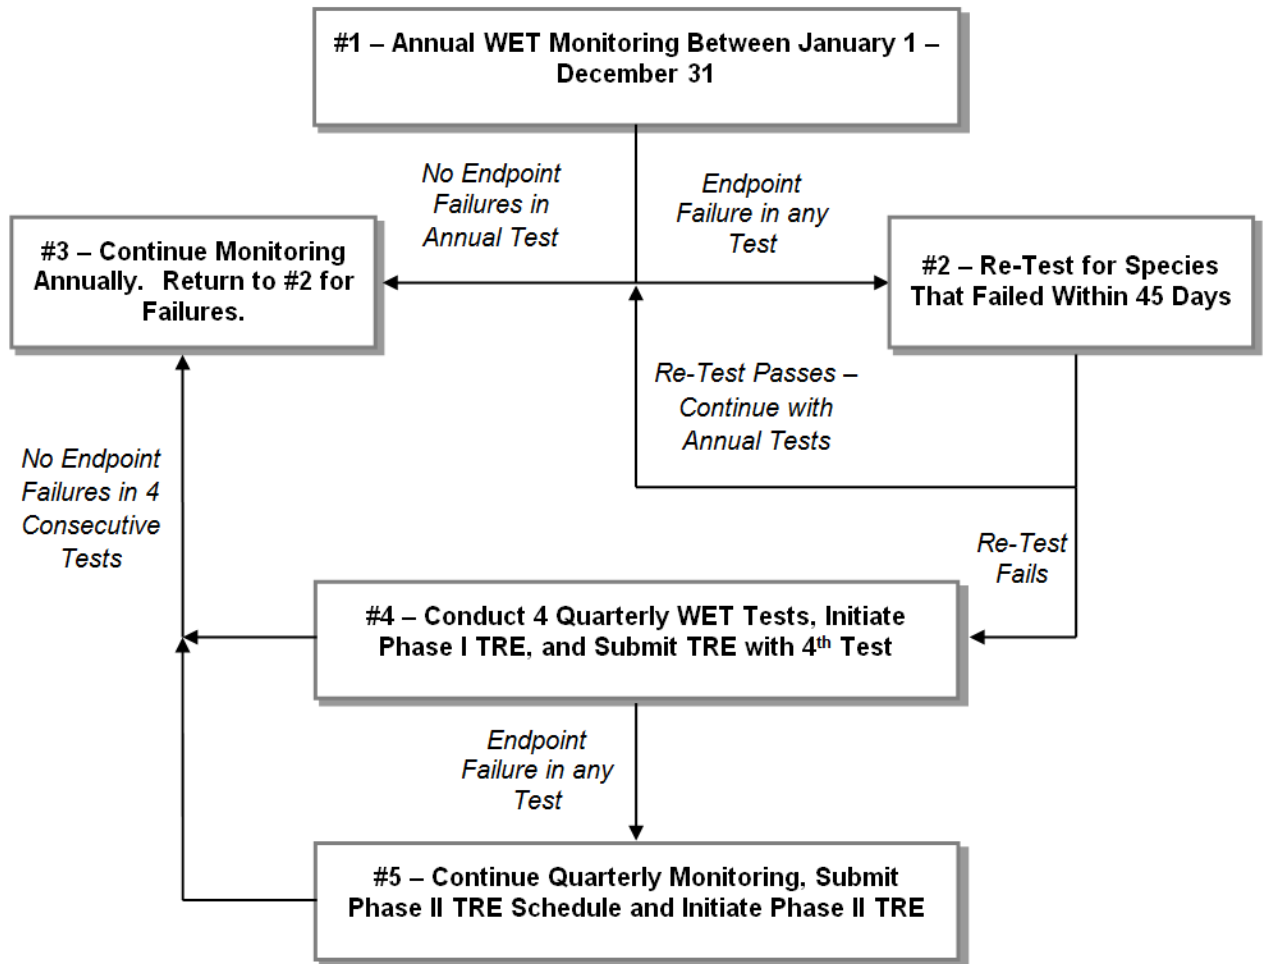 #1 – Annual WET Monitoring Between January 1 –
December 31
No Endpoint
Failures in
Annual Test
Endpoint
Failure in any
Test
#3 – Continue Monitoring
Annually.  Return to #2 for
Failures.
#2 – Re-Test for Species
That Failed Within 45 Days
Re-Test Passes –
Continue with
Annual Tests
No Endpoint
Failures in 4
Consecutive
Tests
Re-Test
Fails
#4 – Conduct 4 Quarterly WET Tests, Initiate
Phase I TRE, and Submit TRE with 4th Test
Endpoint
Failure in any
Test
#5 – Continue Quarterly Monitoring, Submit
Phase II TRE Schedule and Initiate Phase II TRE